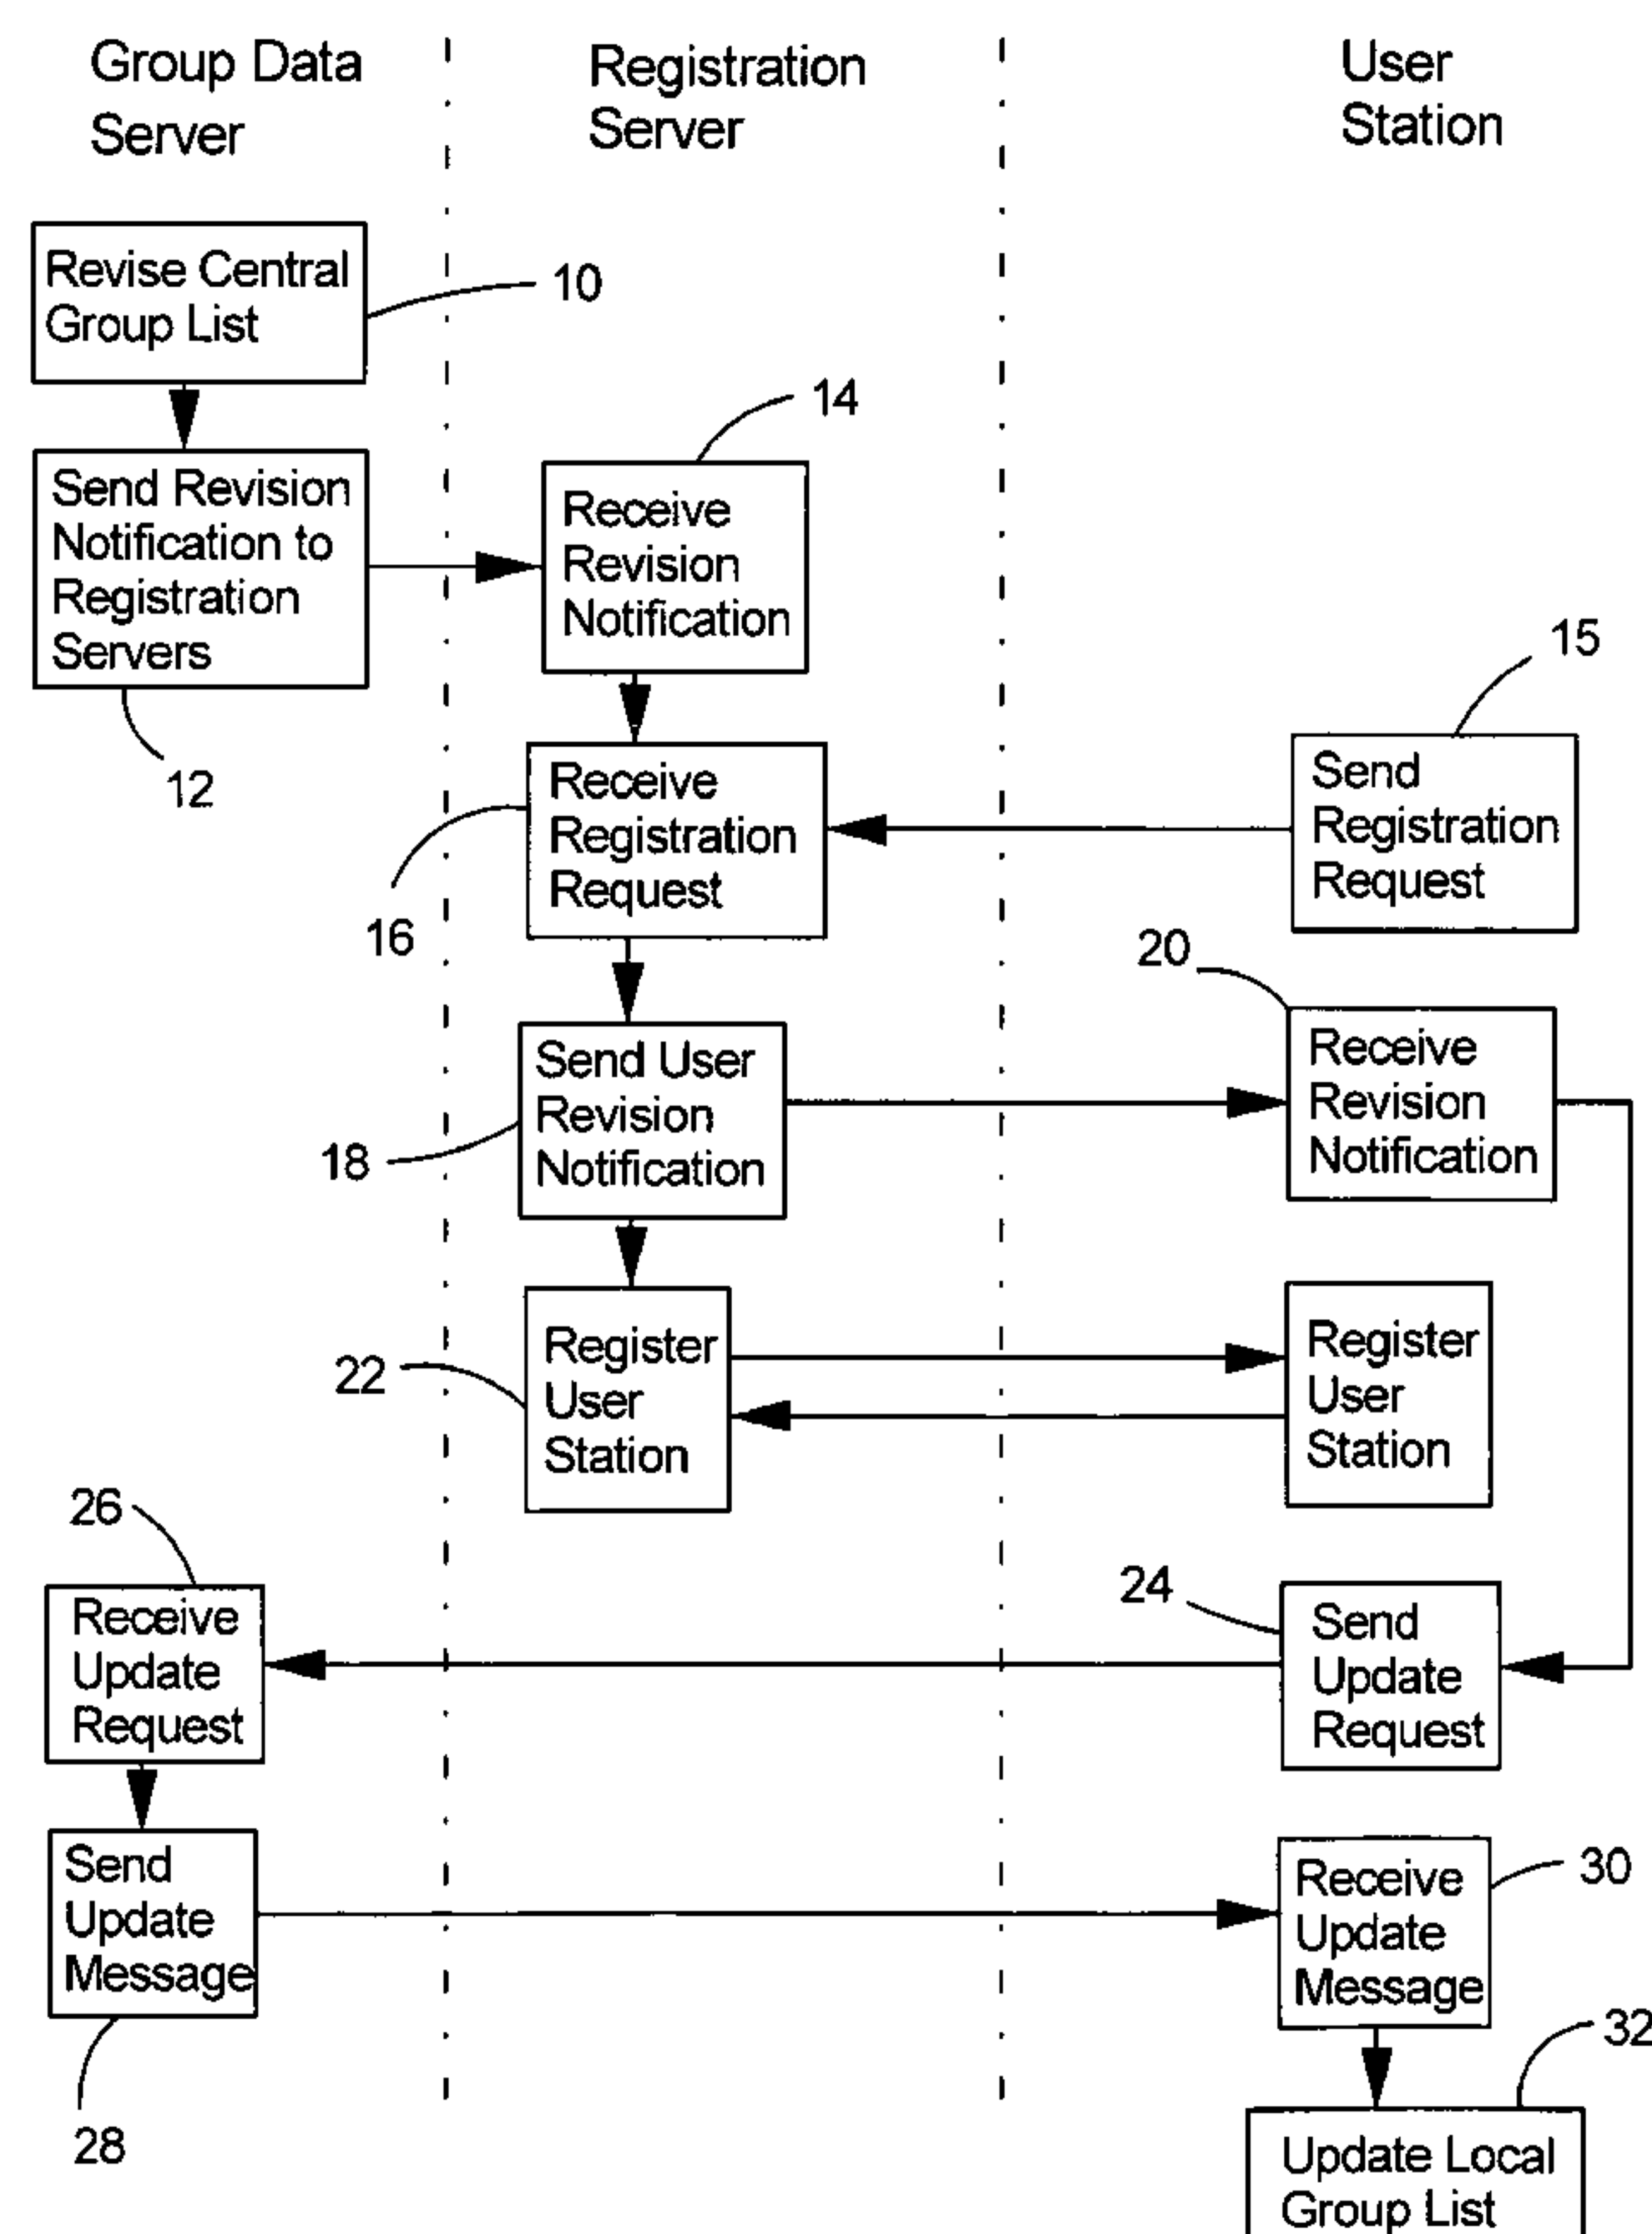 Group Data
Server
Registration
Server
User
Station
Revise Central
Group List
10
14
Send Revision
Notification to
Registration
Servers
12
Receive
Revision
Notification
15
Receive
Registration
Request
16
Send
Registration
Request
20
Send User
Revision
Notification
18
Receive
Revision
Notification
22
Register
User
Station
Register
User
Station
26
24
Receive
Update
Request
Send
Update
Request
Send
Update
Message
28
Receive
Update
Message
30
32
Update Local
Group List